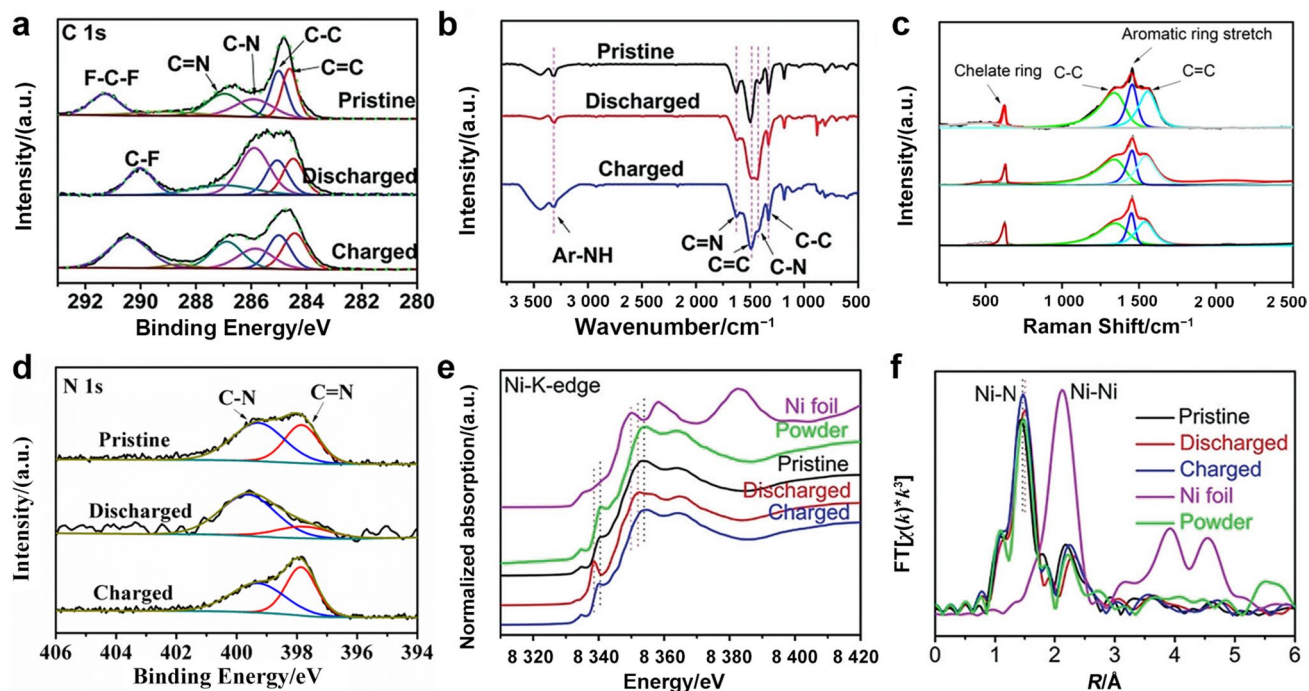 a
C 1s
C-C
C-N
C=N
C=C
F-C-F
Pristine
C-F
Discharged
Charged
Intensity/(a.u.)
292 290 288 286 284 282 280
Binding Energy/eV
b
Pristine
Discharged
Charged
C=N
C-C
Ar-NH
C=C
C-N
Intensity/(a.u.)
3 500 2 500 1 500 1 000 500
Wavenumber/cm⁻¹
c
Aromatic ring stretch
Chelate ring
C-C
C=C
Intensity/(a.u.)
500 1 000 1 500 2 000 2 500
Raman Shift/cm⁻¹
d
N 1s
C-N
C=N
Pristine
Discharged
Charged
Intensity/(a.u.)
406 404 402 400 398 396 394
Binding Energy/eV
e
Ni-K-edge
Ni foil
Powder
Pristine
Discharged
Charged
Normalized absorption/(a.u.)
8 320 8 340 8 360 8 380 8 400 8 420
Energy/eV
f
Ni-N
Ni-Ni
Pristine
Discharged
Charged
Ni foil
Powder
FT[χ(k)*k³]
0 1 2 3 4 5 6
R/Å